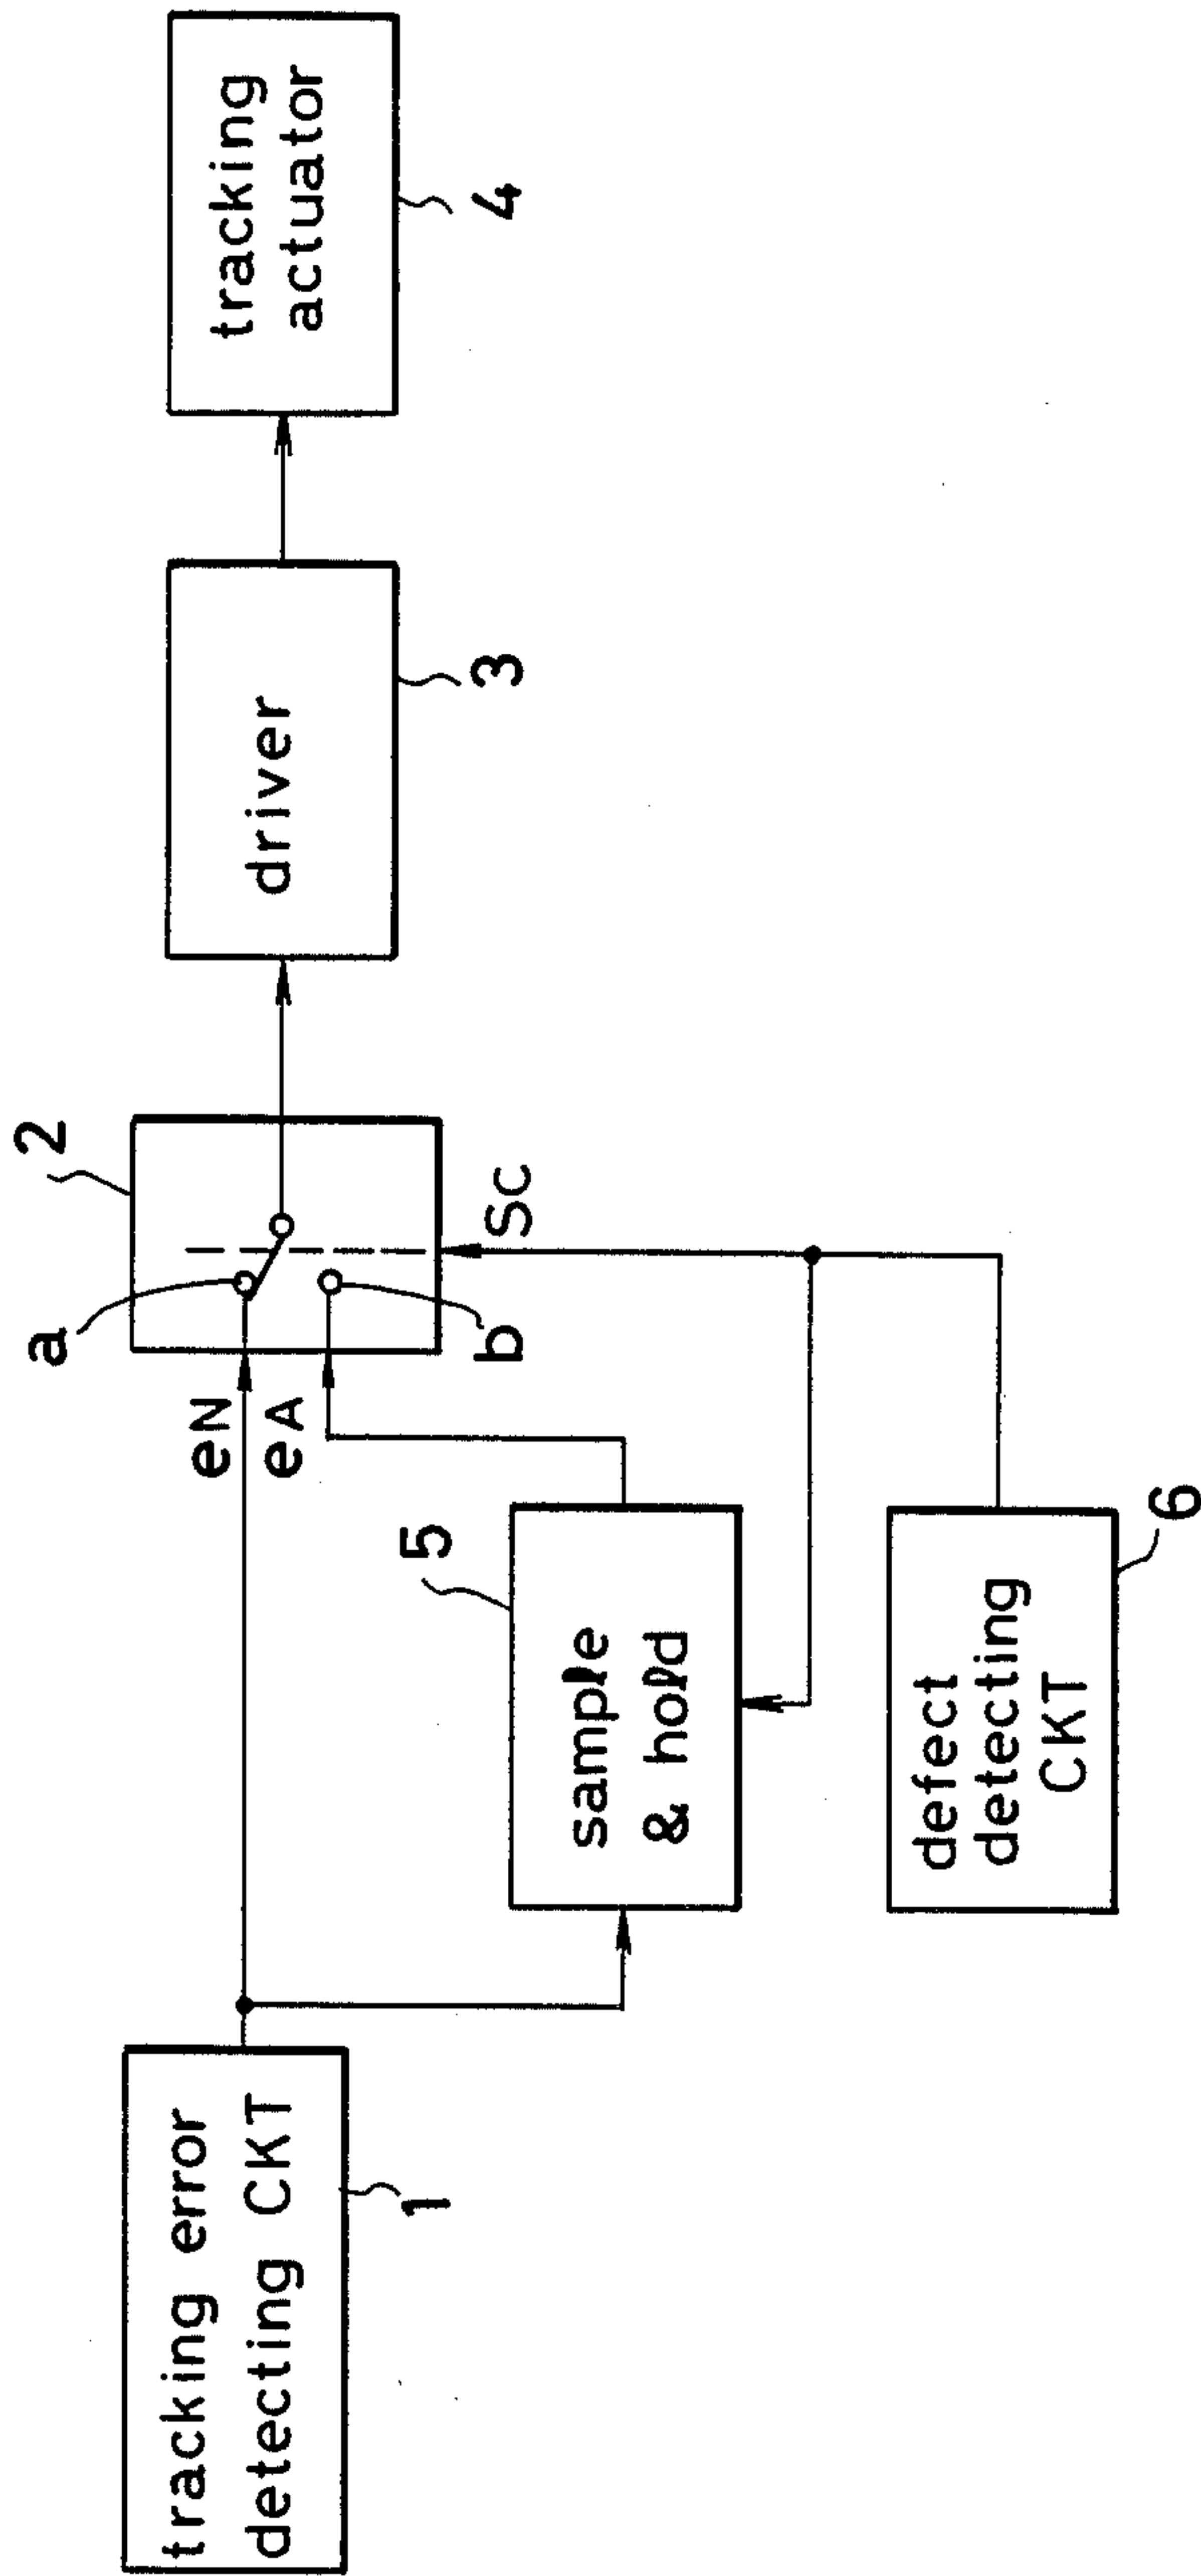 tracking error
detecting CKT
1
eN
eA
a
b
2
Sc
driver
3
tracking
actuator
4
sample
& hold
5
defect
detecting
CKT
6